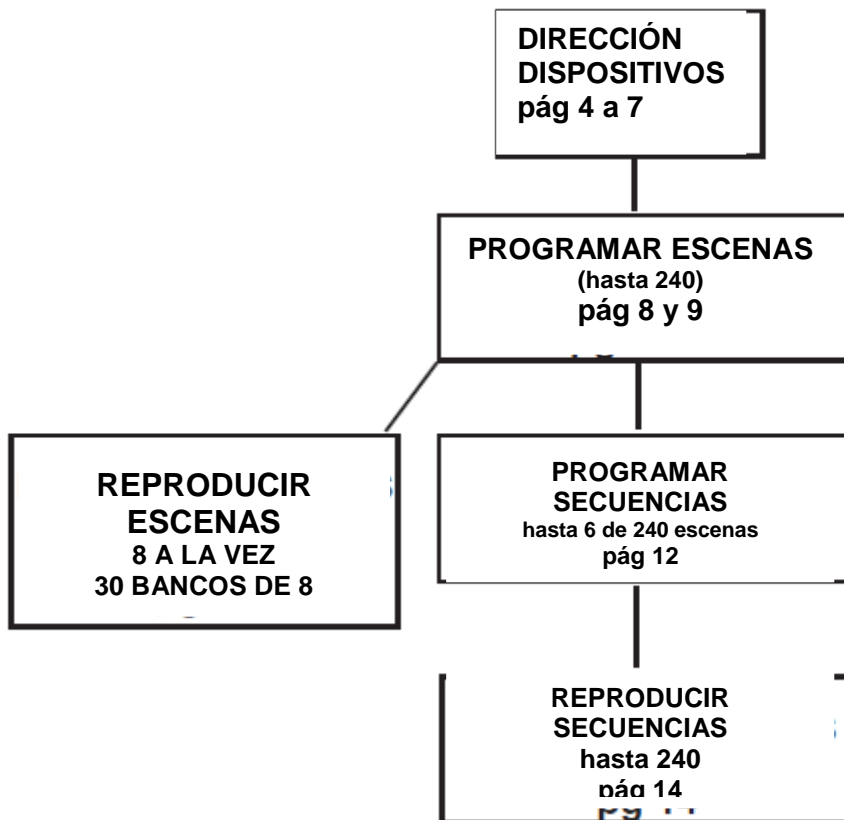 DIRECCIÓN
DISPOSITIVOS
pág 4 a 7
PROGRAMAR ESCENAS
(hasta 240)
pág 8 y 9
REPRODUCIR
ESCENAS
8 A LA VEZ
30 BANCOS DE 8
PROGRAMAR
SECUENCIAS
hasta 6 de 240 escenas
pág 12
REPRODUCIR
SECUENCIAS
hasta 240
pág 14